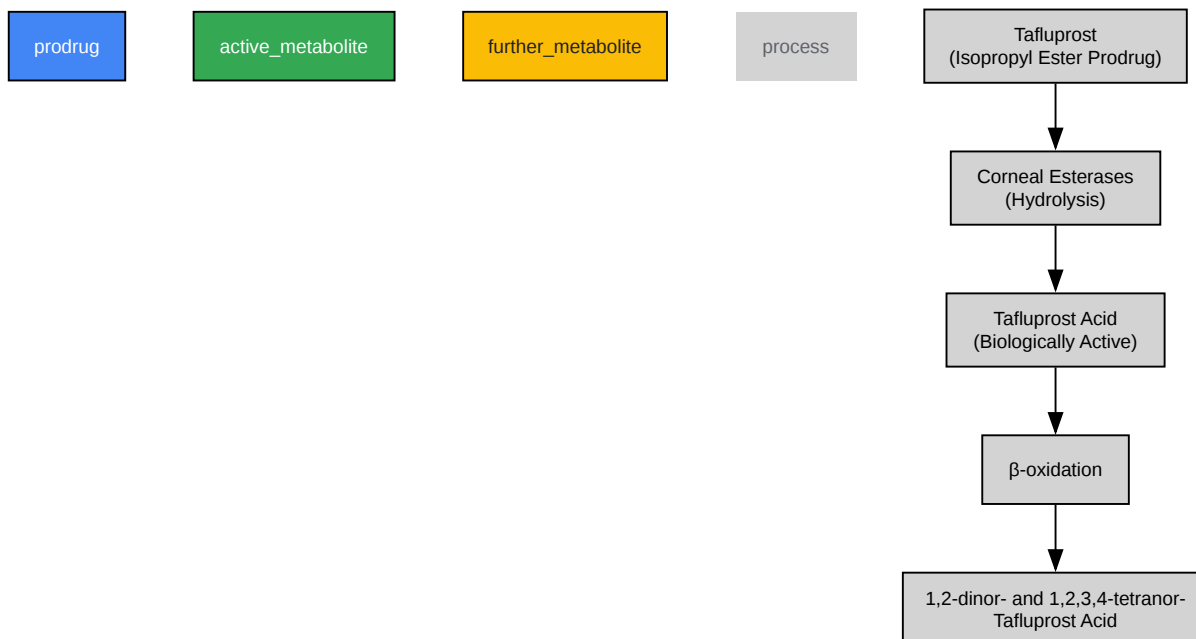 prodrug
active_metabolite
further_metabolite
process
Tafluprost
(Isopropyl Ester Prodrug)
Corneal Esterases
(Hydrolysis)
Tafluprost Acid
(Biologically Active)
β-oxidation
1,2-dinor- and 1,2,3,4-tetranor-
Tafluprost Acid